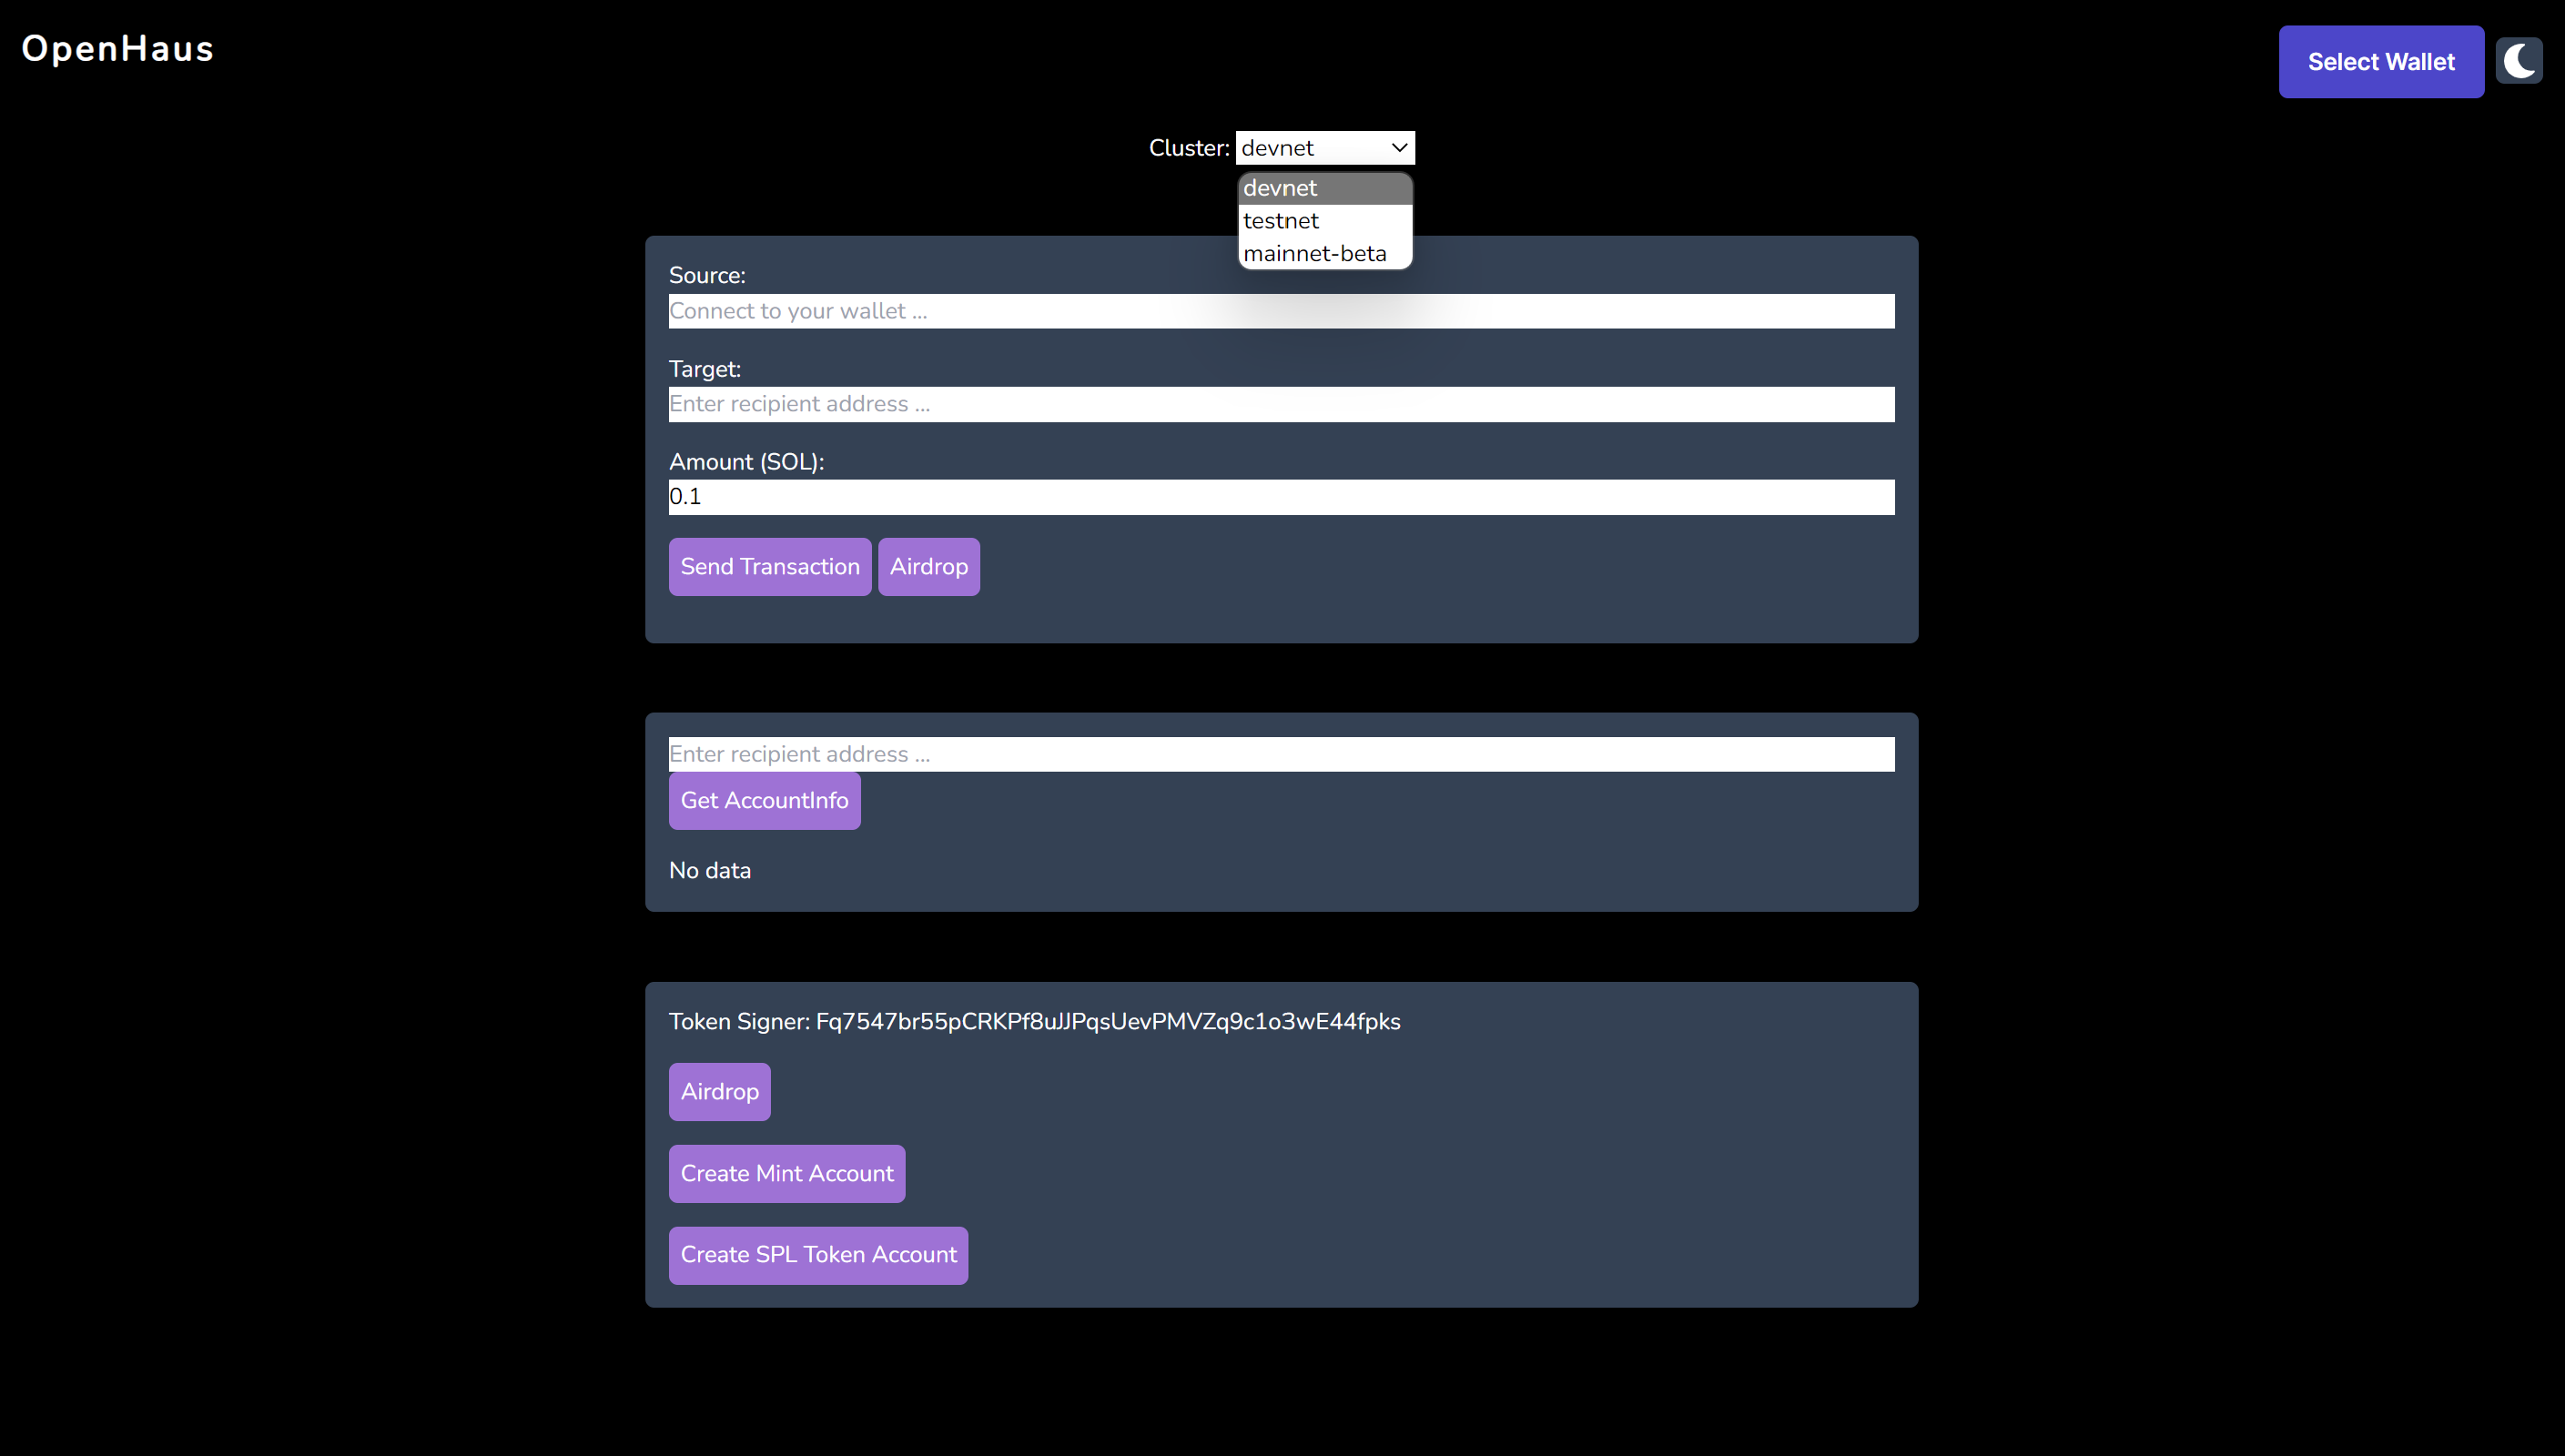 OpenHaus
Select Wallet
Cluster: devnet
devnet
testnet
mainnet-beta
Source:
Connect to your wallet ...
Target:
Enter recipient address ...
Amount (SOL):
0.1
Send Transaction Airdrop
Enter recipient address ...
Get AccountInfo
No data
Token Signer: Fq7547br55pCRKPf8uJJPqsUevPMVZq9c1o3wE44fpks
Airdrop
Create Mint Account
Create SPL Token Account